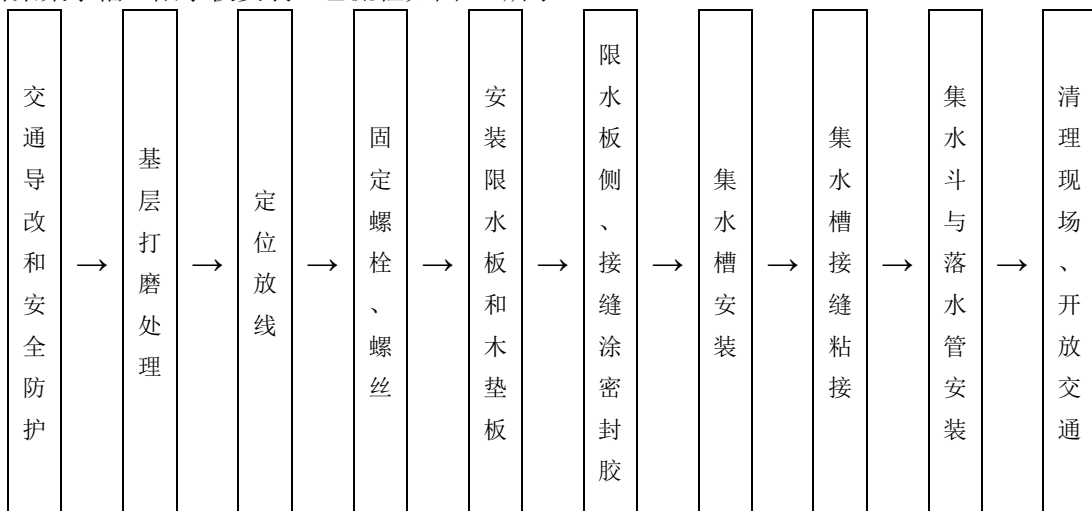 交通导改和安全防护
→
基层打磨处理
→
定位放线
→
固定螺栓、螺丝
→
安装限水板和木垫板
→
限水板侧、接缝涂密封胶
→
集水槽安装
→
集水槽接缝粘接
→
集水斗与落水管安装
→
清理现场、开放交通